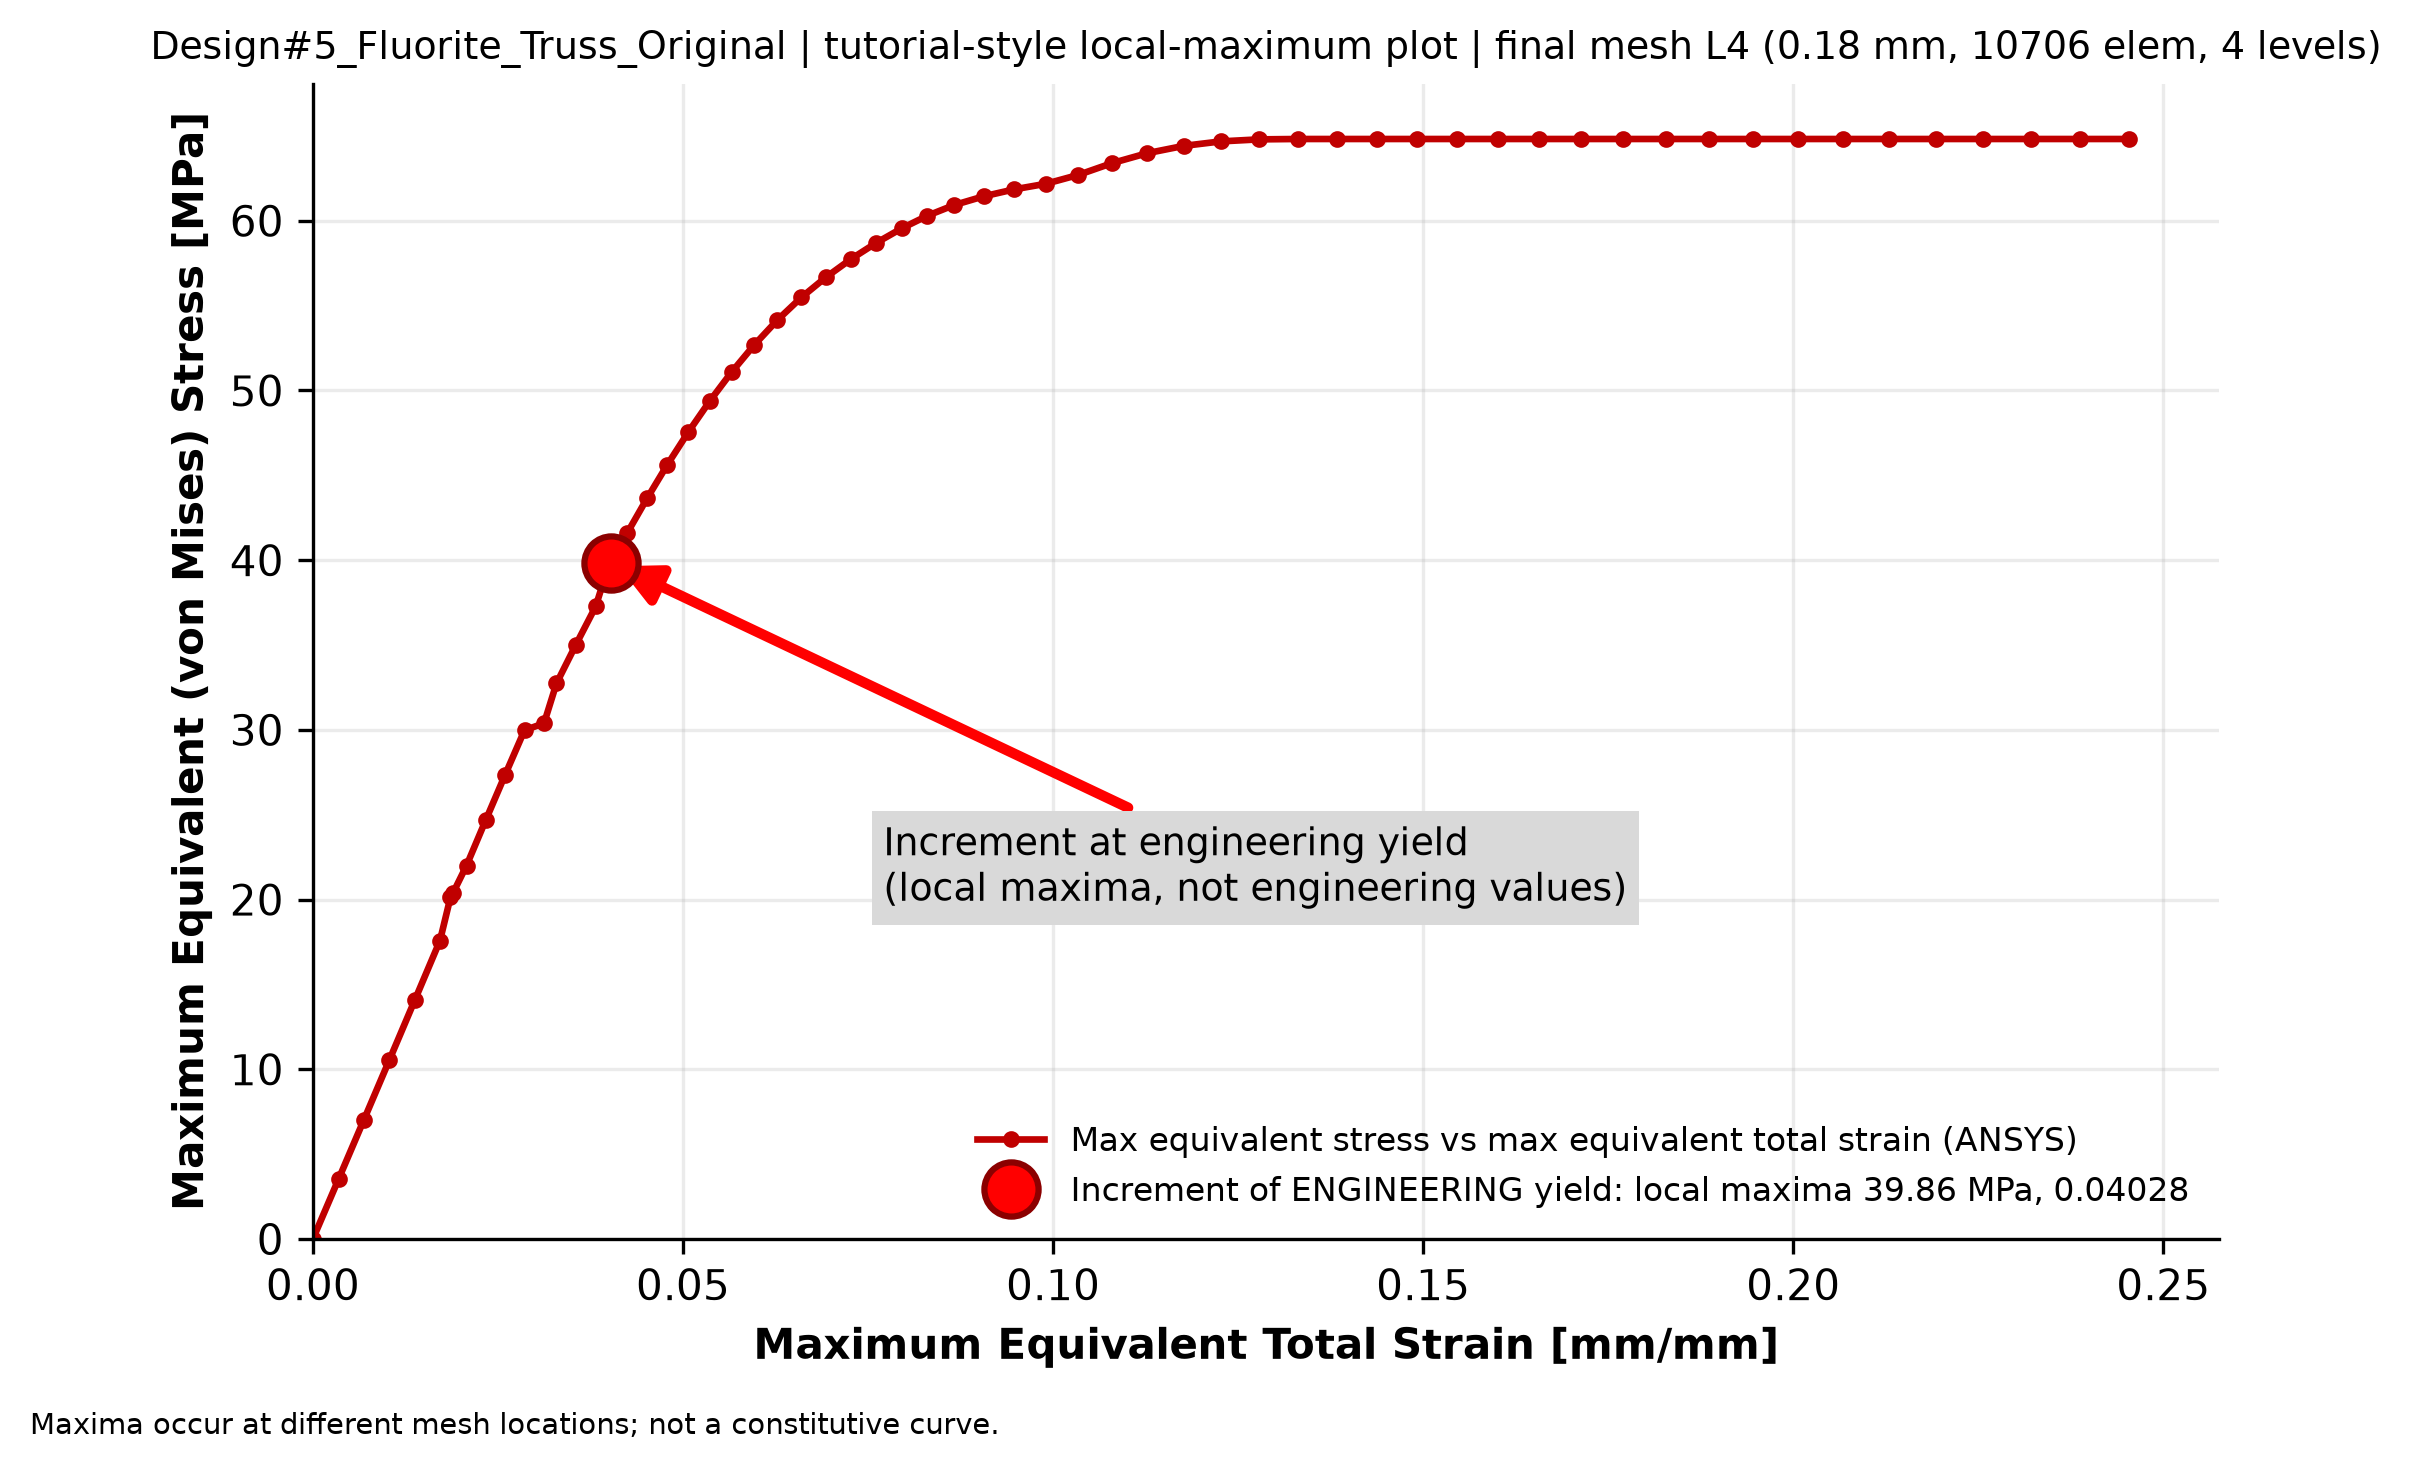 Design#5_Fluorite_Truss_Original | tutorial-style local-maximum plot | final mesh L4 (0.18 mm, 10706 elem, 4 levels)
Maximum Equivalent (von Mises) Stress [MPa]
60
50
40
30
20
10
0
Increment at engineering yield
(local maxima, not engineering values)
Max equivalent stress vs max equivalent total strain (ANSYS)
Increment of ENGINEERING yield: local maxima 39.86 MPa, 0.04028
0.00 0.05 0.10 0.15 0.20 0.25
Maximum Equivalent Total Strain [mm/mm]
Maxima occur at different mesh locations; not a constitutive curve.